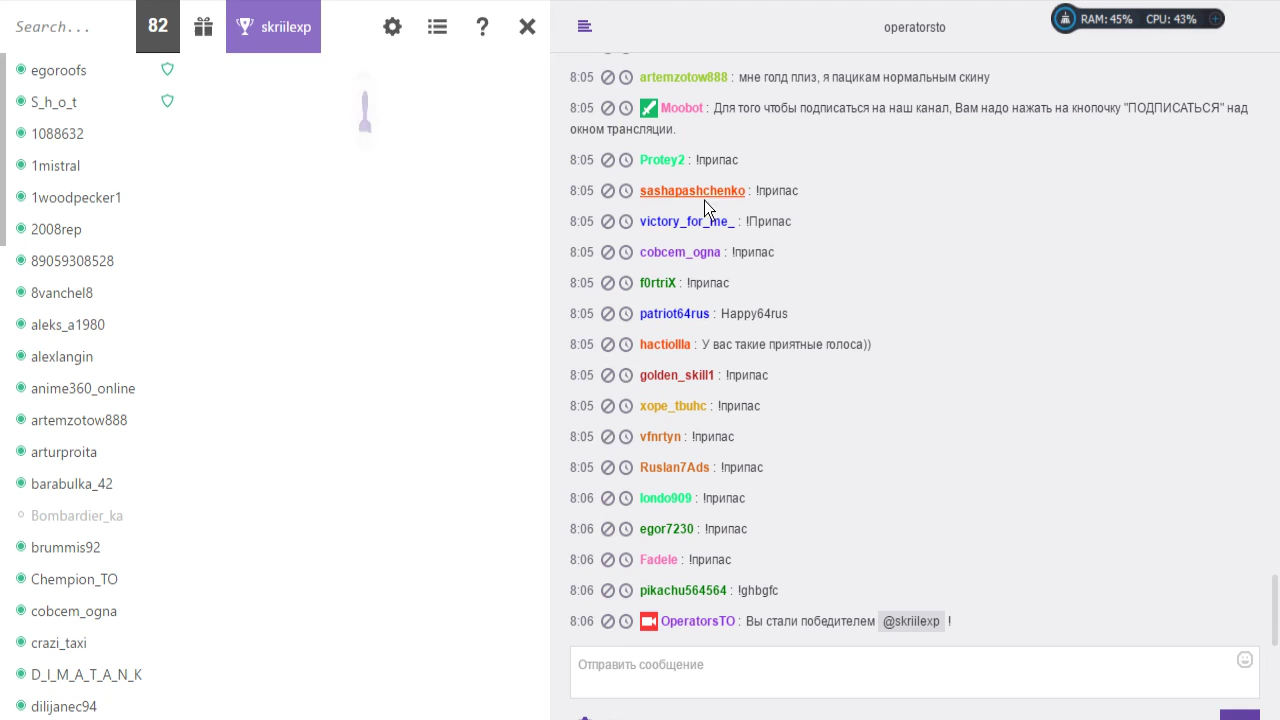 Search...
82
skriilexp
?
operatorsto
RAM: 45% CPU: 43%
egoroofs
S_h_o_t
1088632
1mistral
1woodpecker1
2008rep
89059308528
8vanchel8
aleks_a1980
alexlangin
anime360_online
artemzotow888
arturproita
barabulka_42
Bombardier_ka
brummis92
Chempion_TO
cobcem_ogna
crazi_taxi
D_I_M_A_T_A_N_K
dilijanec94
8:05 artemzotow888 : мне голд плиз, я пацикам нормальным скину
8:05 Moobot : Для того чтобы подписаться на наш канал, Вам надо нажать на кнопочку "ПОДПИСАТЬСЯ" над
окном трансляции.
8:05 Protey2 : !припас
8:05 sashapashchenko : !припас
8:05 victory_for_me_ : !Припас
8:05 cobcem_ogna : !припас
8:05 f0rtriX : !припас
8:05 patriot64rus : Happy64rus
8:05 hactiollla : У вас такие приятные голоса))
8:05 golden_skill1 : !припас
8:05 xope_tbuhc : !припас
8:05 vfnrtyn : !припас
8:05 Ruslan7Ads : !припас
8:06 londo909 : !припас
8:06 egor7230 : !припас
8:06 Fadele : !припас
8:06 pikachu564564 : !ghbgfc
8:06 OperatorsTO : Вы стали победителем @skriilexp !
Отправить сообщение